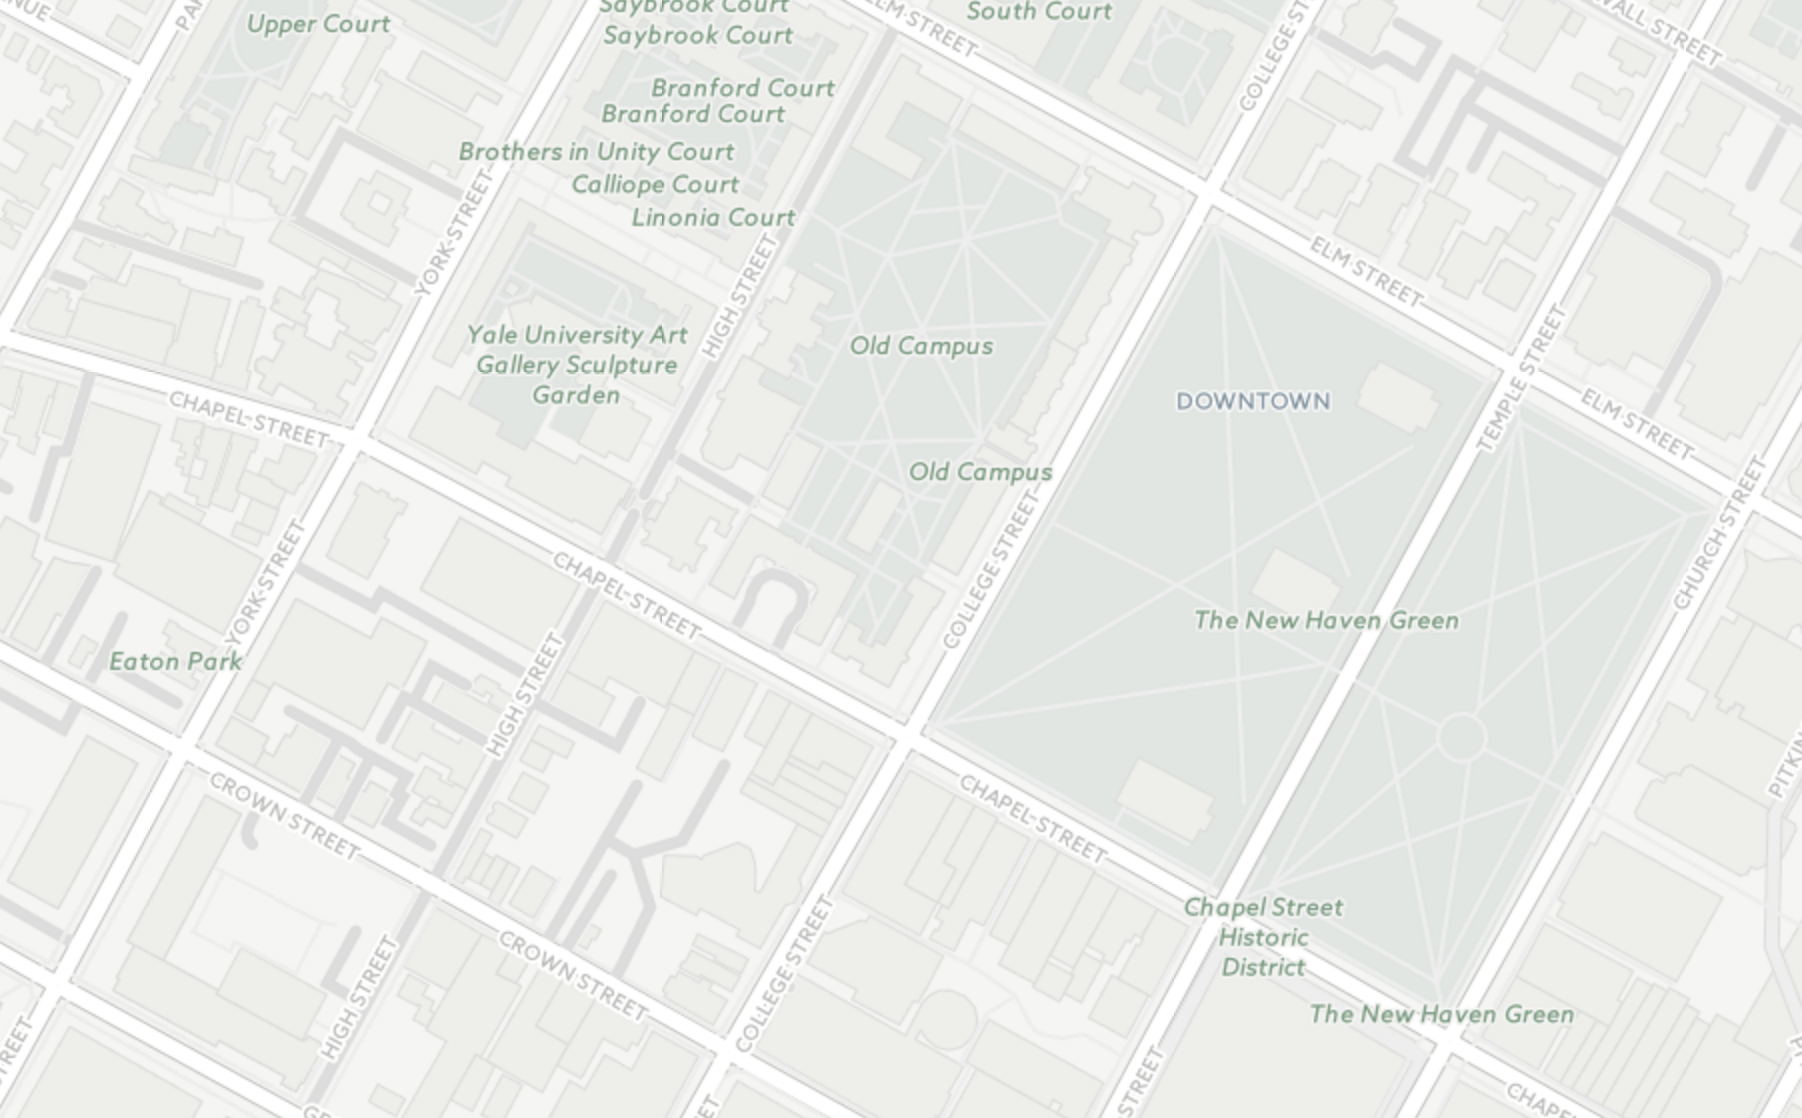 NUE
Upper Court
Saybrook Court
Saybrook Court
ELM STREET
South Court
COLLEGE ST
WALL STREET
Branford Court
Branford Court
Brothers in Unity Court
Calliope Court
Linonia Court
YORK STREET
HIGH STREET
ELM STREET
Yale University Art
Gallery Sculpture
Garden
Old Campus
DOWNTOWN
TEMPLE STREET
ELM STREET
CHAPEL STREET
Old Campus
COLLEGE STREET
CHURCH STREET
CHAPEL STREET
YORK STREET
The New Haven Green
Eaton Park
HIGH STREET
PITKIN
CROWN STREET
CHAPEL STREET
Chapel Street
Historic
District
CROWN STREET
COLLEGE STREET
HIGH STREET
The New Haven Green
STREET
STREET
STREET
CHAPEL